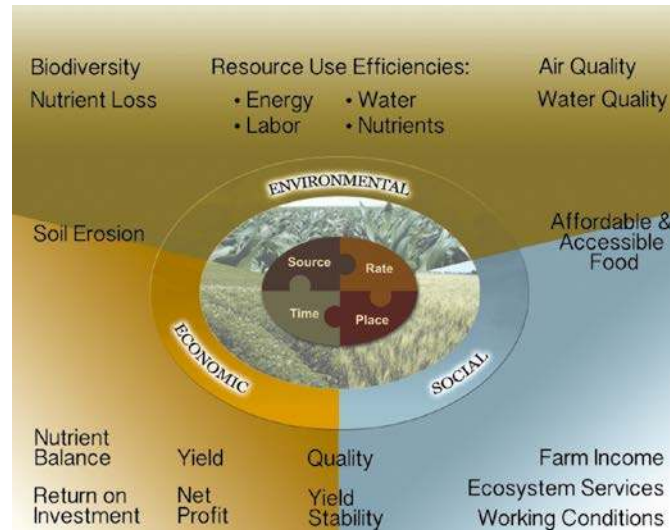 Biodiversity
Resource Use Efficiencies:
Air Quality
Nutrient Loss
• Energy
• Water
Water Quality
• Labor
• Nutrients
ENVIRONMENTAL
Soil Erosion
Affordable &
Accessible
Food
Source
Rate
Time
Place
ECONOMIC
SOCIAL
Nutrient
Balance
Yield
Quality
Farm Income
Return on
Investment
Net
Profit
Yield
Stability
Ecosystem Services
Working Conditions